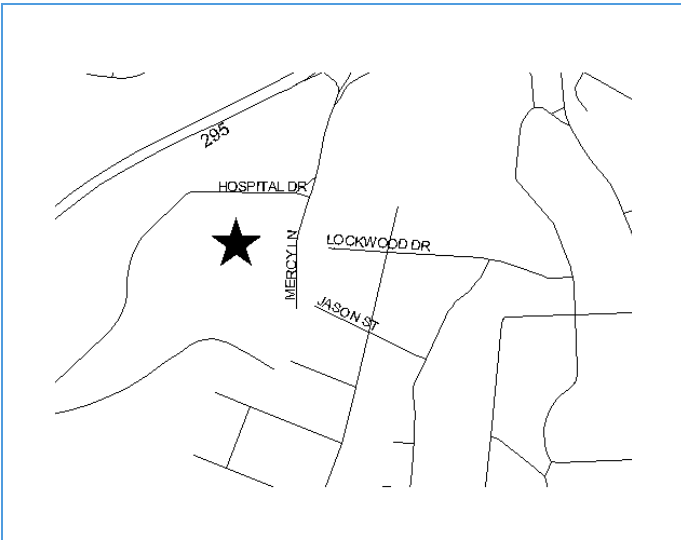 295
HOSPITAL DR
MERCY LN
LOCKWOOD DR
JASON ST